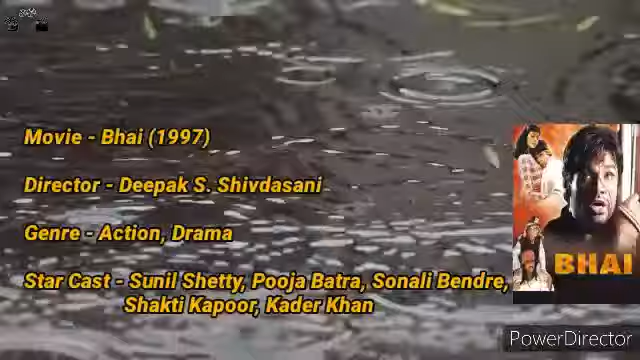 Movie - Bhai (1997)
Director - Deepak S. Shivdasani
Genre - Action, Drama
Star Cast - Sunil Shetty, Pooja Batra, Sonali Bendre,
Shakti Kapoor, Kader Khan
BHAI
PowerDirector